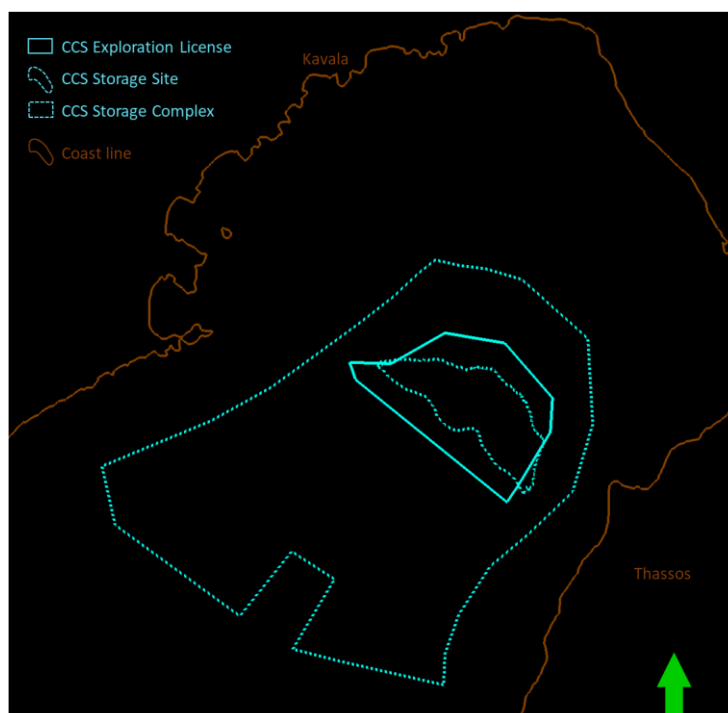 Kavala
CCS Exploration License
CCS Storage Site
CCS Storage Complex
Coast line
Thassos